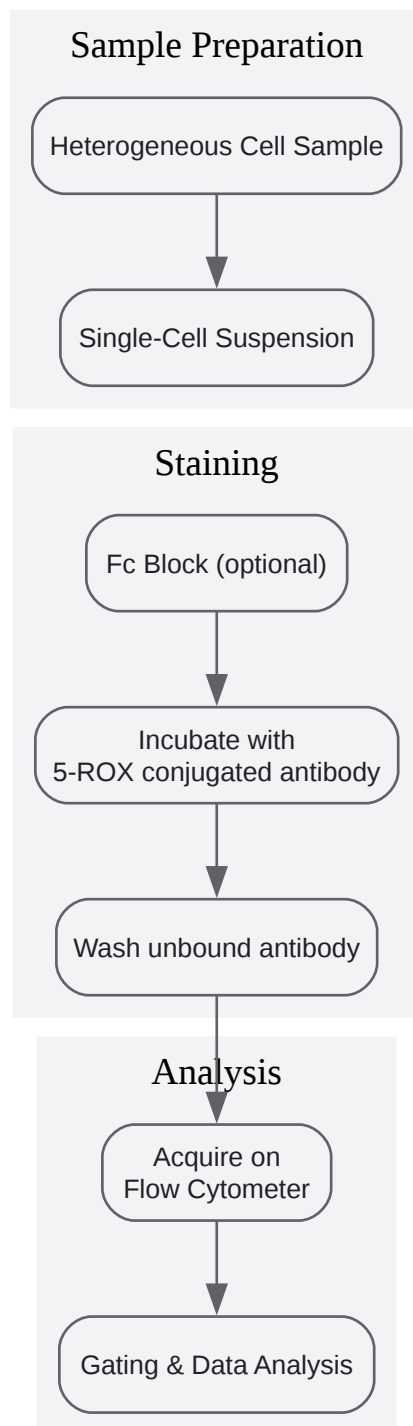 Sample Preparation
Heterogeneous Cell Sample
Single-Cell Suspension
Staining
Fc Block (optional)
Incubate with
5-ROX conjugated antibody
Wash unbound antibody
Analysis
Acquire on
Flow Cytometer
Gating & Data Analysis